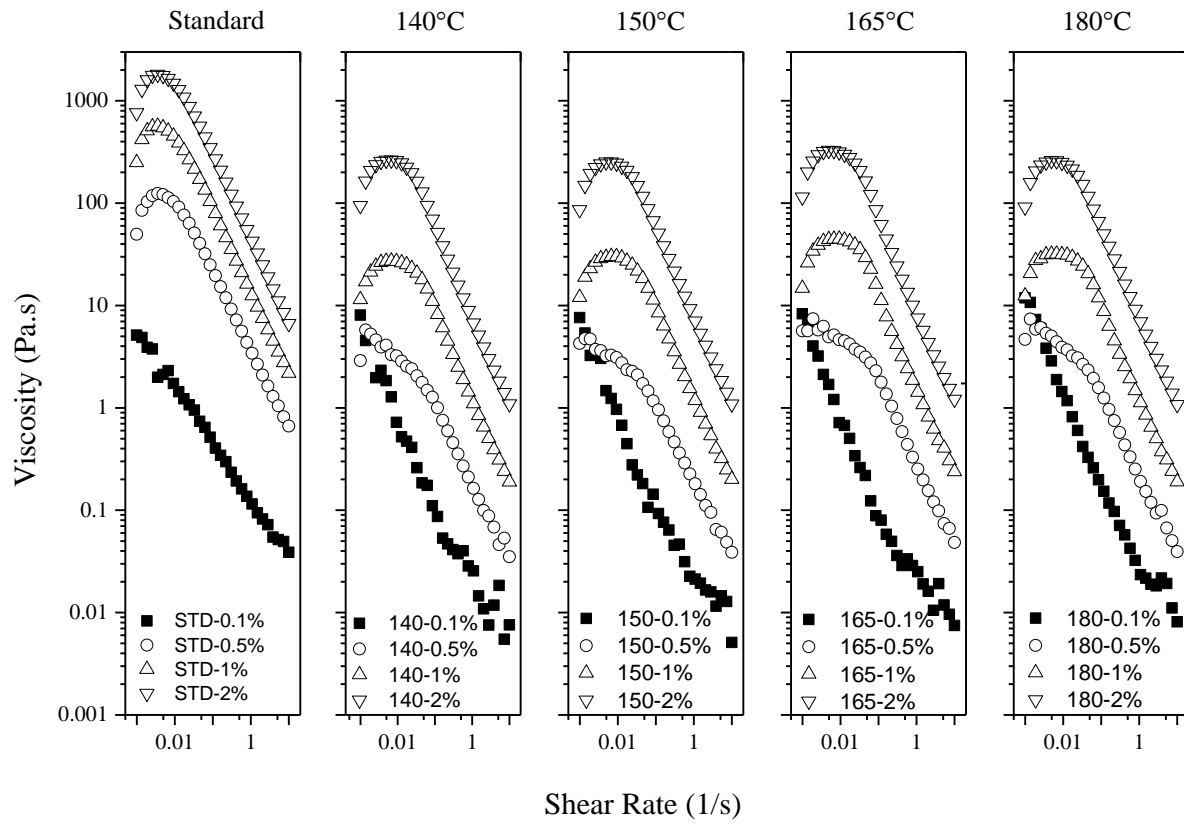 Standard 140°C 150°C 165°C 180°C
1000
100
10
1
0.1
0.01
0.001
Viscosity (Pa.s)
STD-0.1%
STD-0.5%
STD-1%
STD-2%
140-0.1%
140-0.5%
140-1%
140-2%
150-0.1%
150-0.5%
150-1%
150-2%
165-0.1%
165-0.5%
165-1%
165-2%
180-0.1%
180-0.5%
180-1%
180-2%
0.01 1 0.01 1 0.01 1 0.01 1 0.01 1
Shear Rate (1/s)